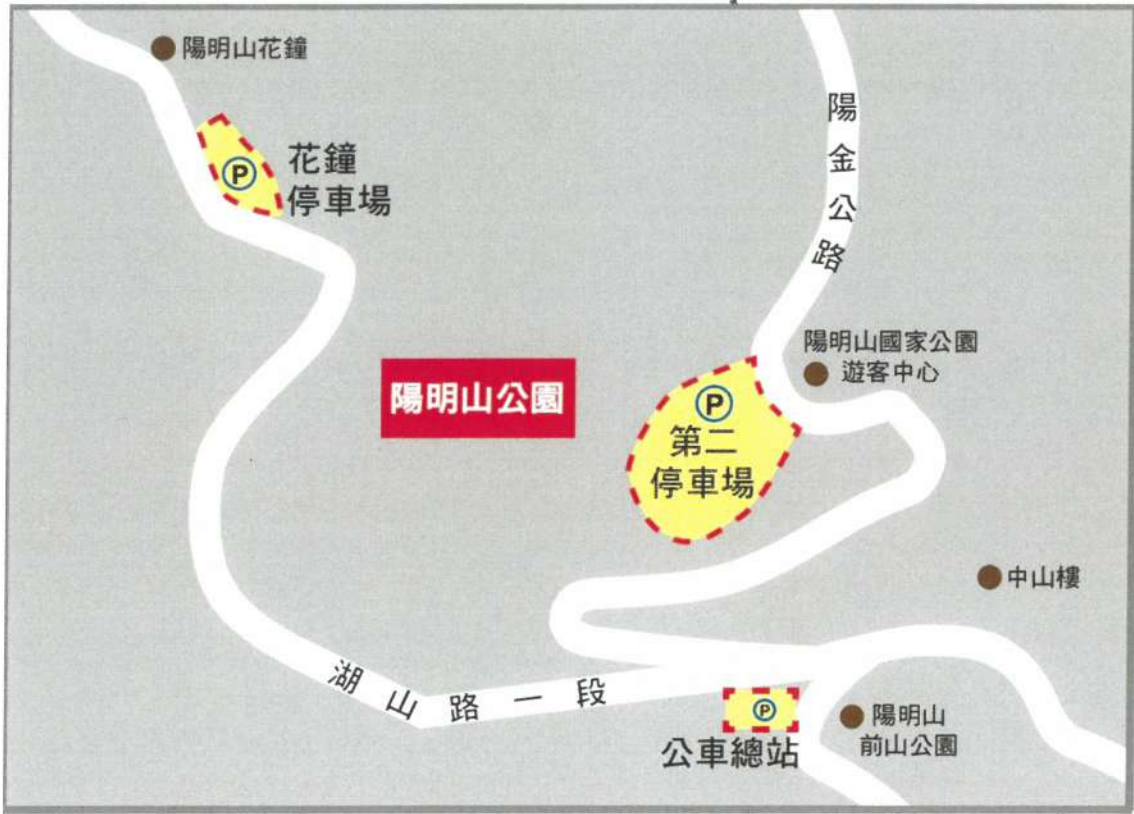 陽明山花鐘
P
花鐘
停車場
陽金公路
陽明山國家公園
遊客中心
陽明山公園
P
第二
停車場
中山樓
湖山路一段
P
公車總站
陽明山
前山公園